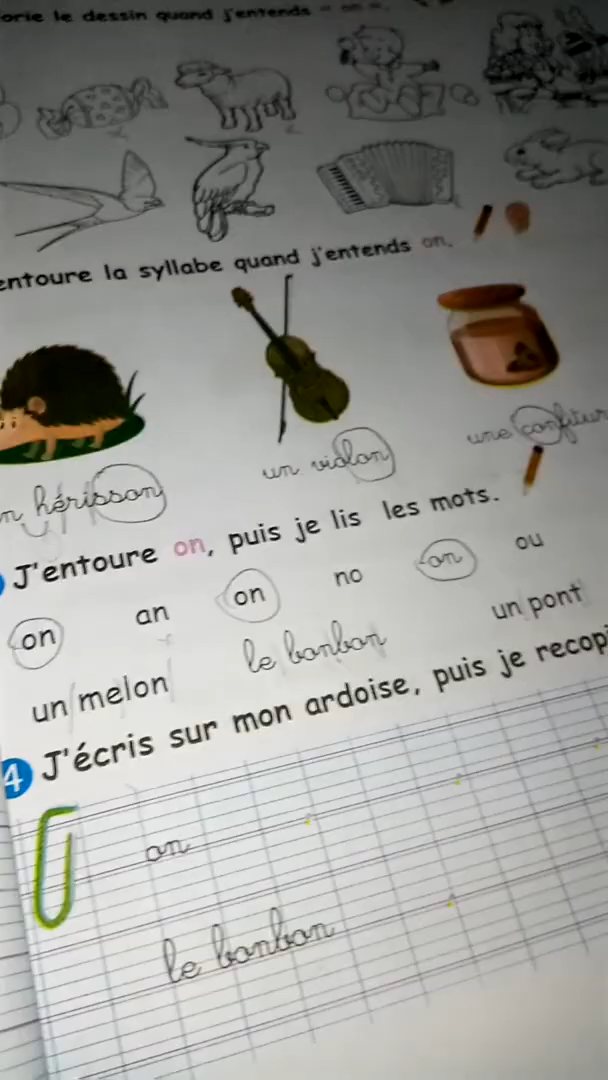 orie le dessin quand j'entends " on ".
entoure la syllabe quand j'entends on.
n hérisson
un violon
une confitur
J'entoure on, puis je lis les mots.
on an on no on ou
un melon le bonbon un pont
4 J'écris sur mon ardoise, puis je recopi
on
le bonbon